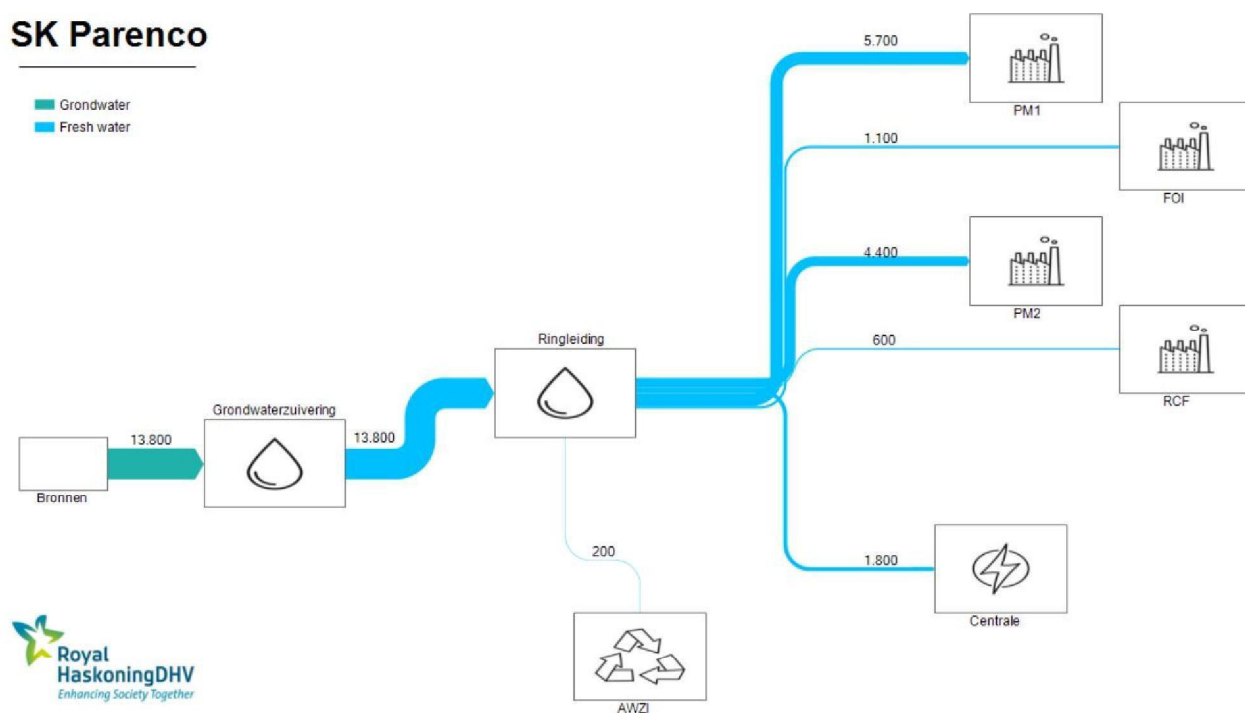 SK Parenco
Grondwater
Fresh water
5.700
PM1
1.100
FOI
4.400
PM2
600
RCF
Ringleiding
Grondwaterzuivering
13.800
13.800
Bronnen
200
AWZI
1.800
Centrale
Royal
HaskoningDHV
Enhancing Society Together